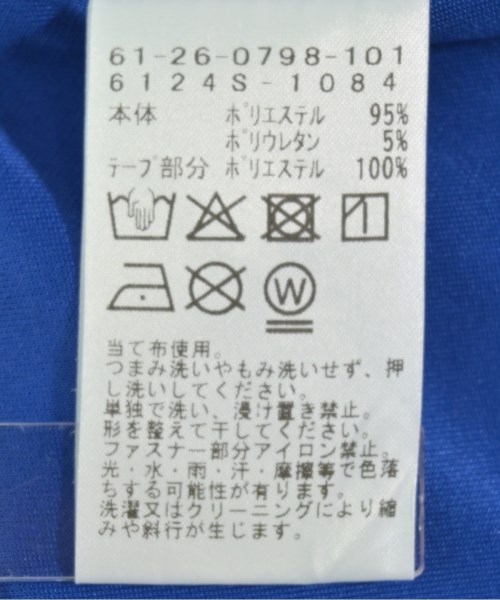 61-26-0798-101
6124S-1084
本体 ﾎﾟﾘｴｽﾃﾙ 95%
ﾎﾟﾘｳﾚﾀﾝ 5%
ﾃｰﾌﾟ部分 ﾎﾟﾘｴｽﾃﾙ 100%
W
当て布使用。
つまみ洗いやもみ洗いせず、押
し洗いしてください。
単独で洗い、浸け置き禁止。
形を整えて干してください。
ファスナー部分アイロン禁止。
光・水・雨・汗・摩擦等で色落
ちする可能性が有ります。
洗濯又はクリーニングにより縮
みや斜行が生じます。